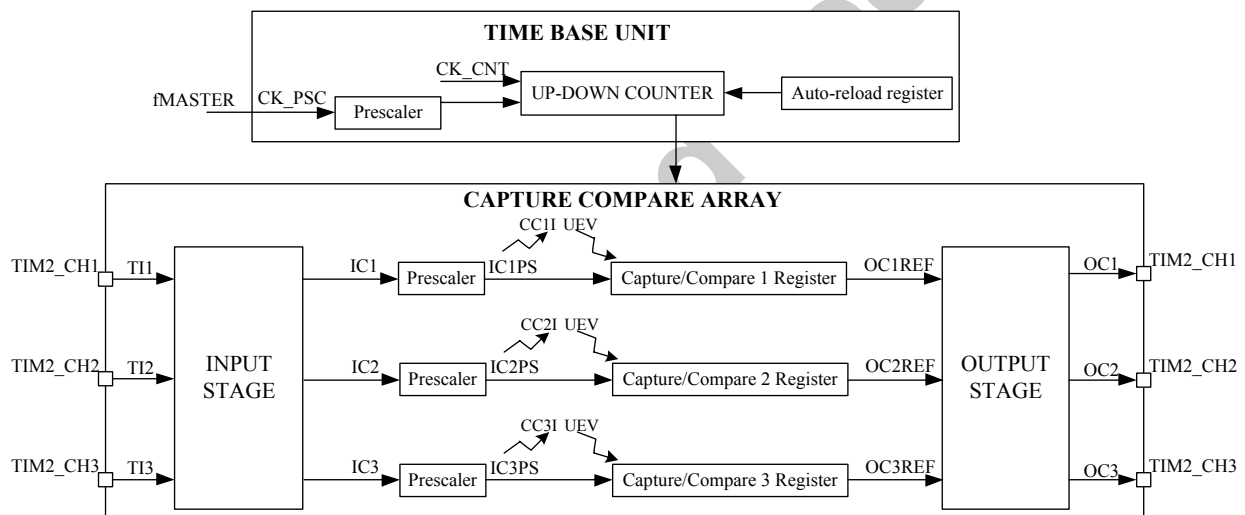 TIME BASE UNIT
CK_CNT
fMASTER
CK_PSC
Prescaler
UP-DOWN COUNTER
Auto-reload register
CAPTURE COMPARE ARRAY
CC1I UEV
TIM2_CH1
TI1
IC1
Prescaler
IC1PS
Capture/Compare 1 Register
OC1REF
OC1
TIM2_CH1
CC2I UEV
TIM2_CH2
TI2
INPUT
STAGE
IC2
Prescaler
IC2PS
Capture/Compare 2 Register
OC2REF
OUTPUT
STAGE
OC2
TIM2_CH2
CC3I UEV
TIM2_CH3
TI3
IC3
Prescaler
IC3PS
Capture/Compare 3 Register
OC3REF
OC3
TIM2_CH3